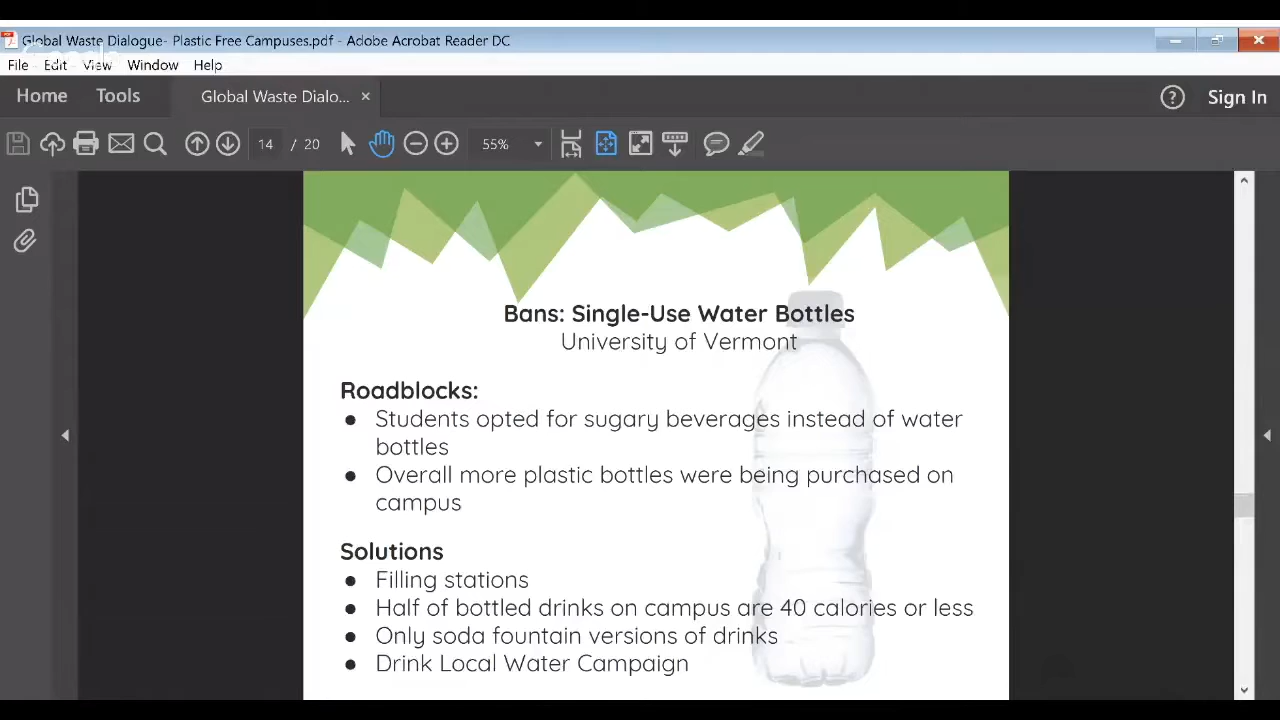 Global Waste Dialogue- Plastic Free Campuses.pdf - Adobe Acrobat Reader DC
File Edit View Window Help
Home Tools Global Waste Dialo... × ? Sign In
14 / 20 55%
Bans: Single-Use Water Bottles
University of Vermont
Roadblocks:
● Students opted for sugary beverages instead of water
bottles
● Overall more plastic bottles were being purchased on
campus
Solutions
● Filling stations
● Half of bottled drinks on campus are 40 calories or less
● Only soda fountain versions of drinks
● Drink Local Water Campaign